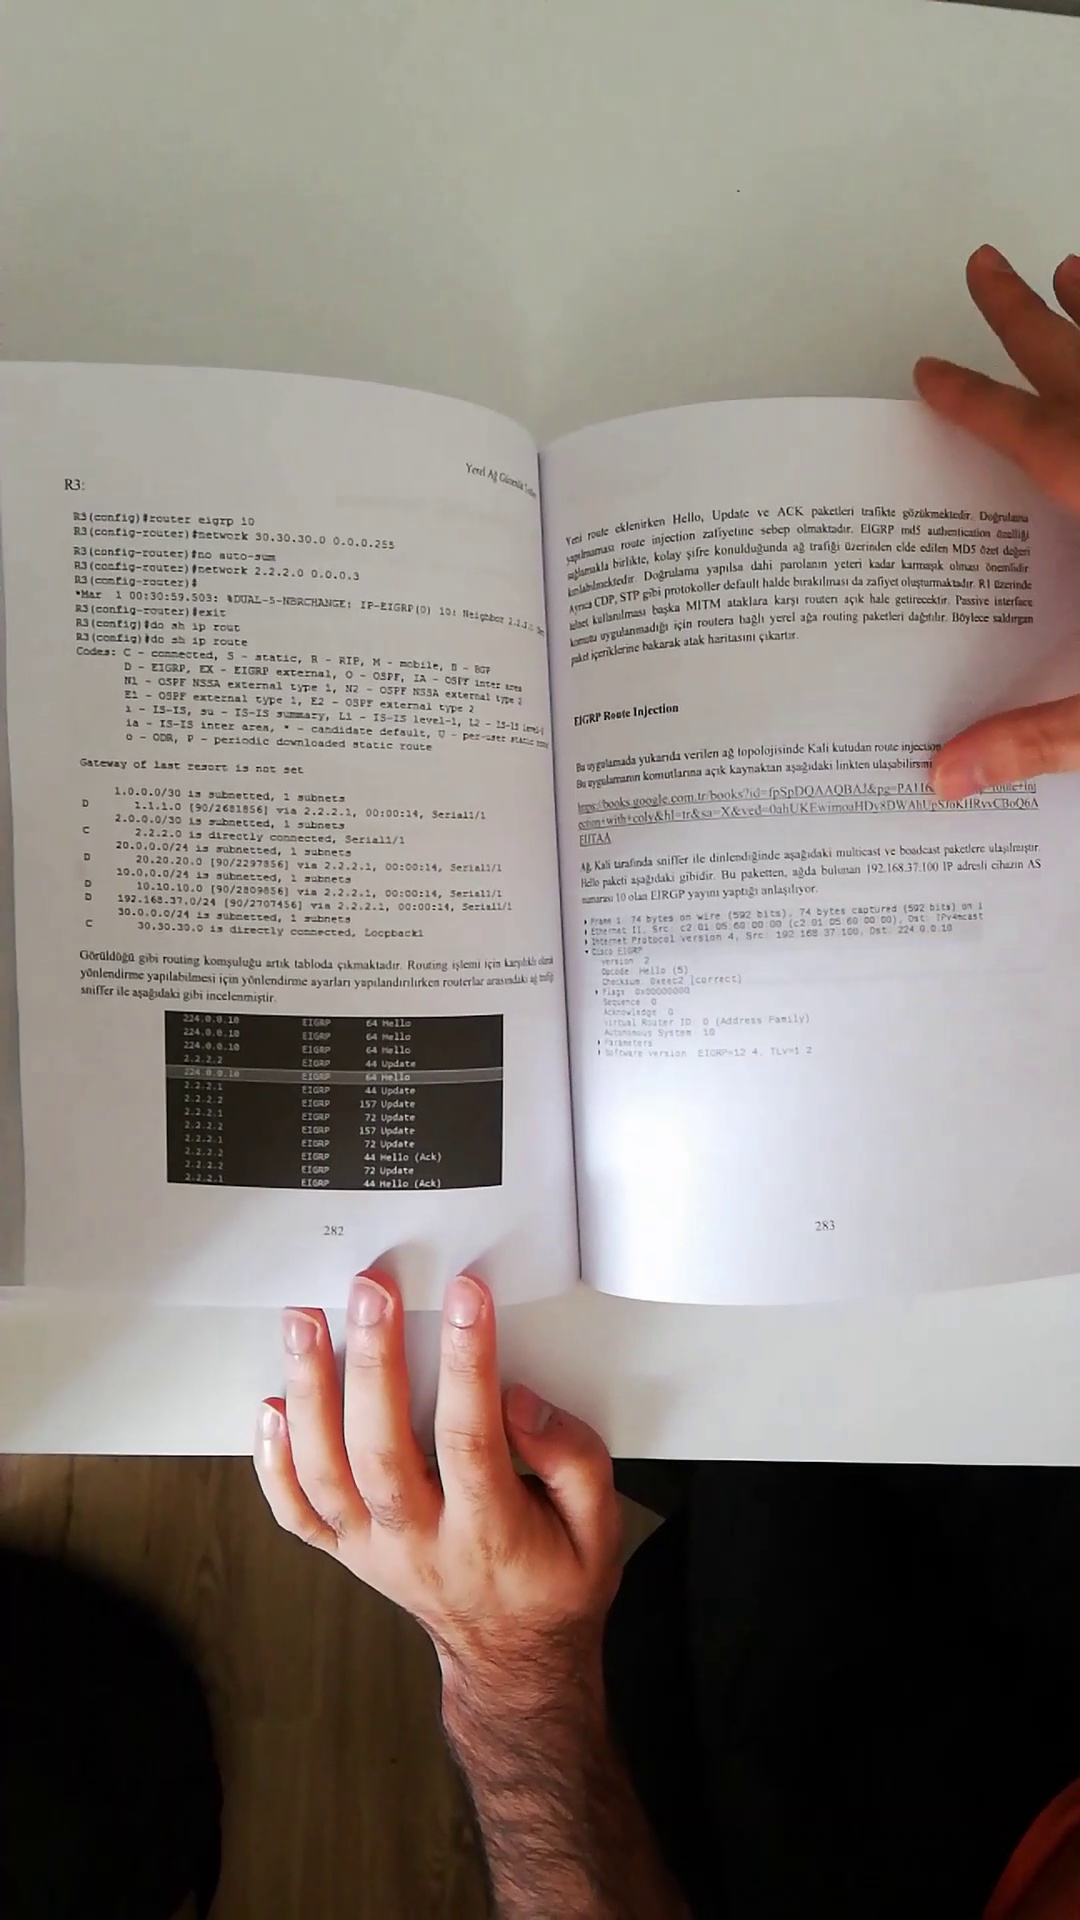 Yerel Ağ Güvenlik
R3:
R3(config)#router eigrp 10
R3(config-router)#network 30.30.30.0 0.0.0.255
R3(config-router)#no auto-sum
R3(config-router)#network 2.2.2.0 0.0.0.3
R3(config-router)#
*Mar 1 00:30:59.503: %DUAL-5-NBRCHANGE: IP-EIGRP(0) 10: Neighbor
R3(config-router)#exit
R3(config)#do sh ip rout
R3(config)#do sh ip route
Codes: C - connected, S - static, R - RIP, M - mobile, B - BGP
D - EIGRP, EX - EIGRP external, O - OSPF, IA - OSPF inter area
N1 - OSPF NSSA external type 1, N2 - OSPF NSSA external type 2
E1 - OSPF external type 1, E2 - OSPF external type 2
i - IS-IS, su - IS-IS summary, L1 - IS-IS level-1, L2 - IS-IS
ia - IS-IS inter area, * - candidate default, U - per-user static
o - ODR, P - periodic downloaded static route
Gateway of last resort is not set
1.0.0.0/30 is subnetted, 1 subnets
D 1.1.1.0 [90/2681856] via 2.2.2.1, 00:00:14, Serial1/1
2.0.0.0/30 is subnetted, 1 subnets
C 2.2.2.0 is directly connected, Serial1/1
20.0.0.0/24 is subnetted, 1 subnets
D 20.20.20.0 [90/2297856] via 2.2.2.1, 00:00:14, Serial1/1
10.0.0.0/24 is subnetted, 1 subnets
D 10.10.10.0 [90/2809856] via 2.2.2.1, 00:00:14, Serial1/1
D 192.168.37.0/24 [90/2707456] via 2.2.2.1, 00:00:14, Serial1/1
30.0.0.0/24 is subnetted, 1 subnets
C 30.30.30.0 is directly connected, Loopback1
Görüldüğü gibi routing komşuluğu artık tabloda çıkmaktadır. Routing işlemi için karşılıklı olarak
yönlendirme yapılabilmesi için yönlendirme ayarları yapılandırılırken routerlar arasındaki ağ trafiği
sniffer ile aşağıdaki gibi incelenmiştir.
224.0.0.10 EIGRP 64 Hello
224.0.0.10 EIGRP 64 Hello
224.0.0.10 EIGRP 64 Hello
2.2.2.2 EIGRP 44 Update
224.0.0.10 EIGRP 64 Hello
2.2.2.1 EIGRP 44 Update
2.2.2.2 EIGRP 157 Update
2.2.2.1 EIGRP 72 Update
2.2.2.2 EIGRP 157 Update
2.2.2.1 EIGRP 72 Update
2.2.2.2 EIGRP 44 Hello (Ack)
2.2.2.2 EIGRP 72 Update
2.2.2.1 EIGRP 44 Hello (Ack)
282
Yeni route eklenirken Hello, Update ve ACK paketleri trafikte gözükmektedir. Doğrulama
yapılmaması route injection zafiyetine sebep olmaktadır. EIGRP md5 authentication özelliği
sağlamakla birlikte, kolay şifre konulduğunda ağ trafiği üzerinden elde edilen MD5 özet değeri
kırılabilmektedir. Doğrulama yapılsa dahi parolanın yeteri kadar karmaşık olması önemlidir.
Ayrıca CDP, STP gibi protokoller default halde bırakılması da zafiyet oluşturmaktadır. R1 üzerinde
telnet kullanılması başka MITM ataklara karşı routerı açık hale getirecektir. Passive interface
komutu uygulanmadığı için routera bağlı yerel ağa routing paketleri dağıtılır. Böylece saldırgan
paket içeriklerine bakarak atak haritasını çıkartır.
EIGRP Route Injection
Bu uygulamada yukarıda verilen ağ topolojisinde Kali kutudan route injection
Bu uygulamanın komutlarına açık kaynaktan aşağıdaki linkten ulaşabilirsiniz
https://books.google.com.tr/books?id=fpSpDQAAQBAJ&pg=PA116
ection+with+coly&hl=tr&sa=X&ved=0ahUKEwimoaHDy8DWAhUpSJoKHRvvCBoQ6A
EIJTAA
Ağ, Kali tarafında sniffer ile dinlendiğinde aşağıdaki multicast ve boadcast paketlere ulaşılmıştır.
Hello paketi aşağıdaki gibidir. Bu paketten, ağda bulunan 192.168.37.100 IP adresli cihazın AS
numarası 10 olan EIRGP yayını yaptığı anlaşılıyor.
Frame 1: 74 bytes on wire (592 bits), 74 bytes captured (592 bits) on i
Ethernet II, Src: c2:01:05:60:00:00 (c2:01:05:60:00:00), Dst: IPv4mcast
Internet Protocol Version 4, Src: 192.168.37.100, Dst: 224.0.0.10
Cisco EIGRP
Version: 2
Opcode: Hello (5)
Checksum: 0xeec2 [correct]
Flags: 0x00000000
Sequence: 0
Acknowledge: 0
Virtual Router ID: 0 (Address Family)
Autonomous System: 10
Parameters
Software Version: EIGRP=12.4, TLV=1.2
283